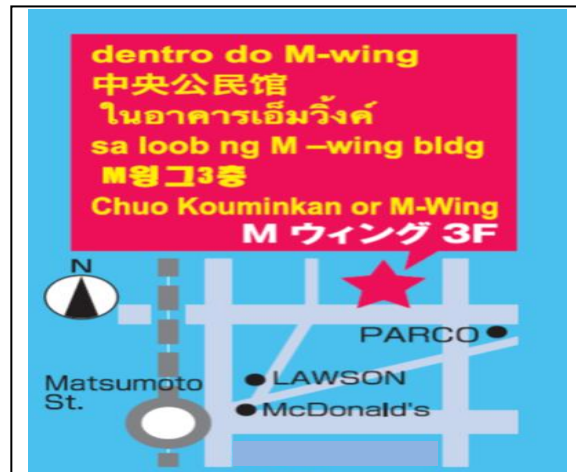 dentro do M-wing
中央公民馆
ในอาคารเอ็มวิ้งค์
sa loob ng M –wing bldg
M윙그3층
Chuo Kouminkan or M-Wing
M ウィング 3F
N
PARCO
LAWSON
Matsumoto
St.
McDonald's